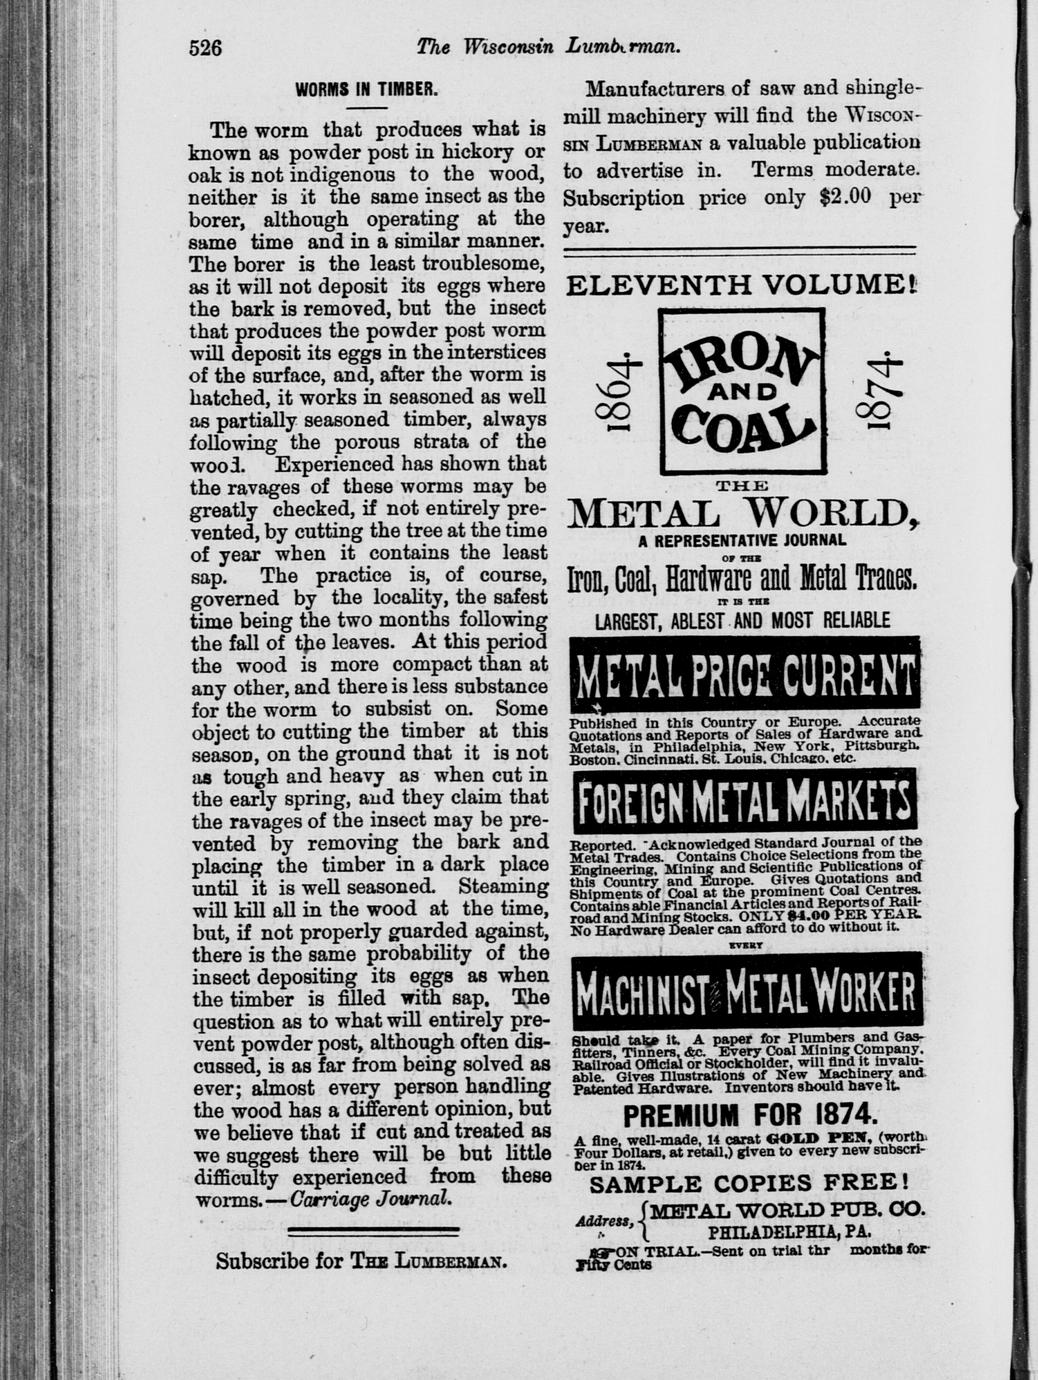 526
The Wisconsin Lumberman.
WORMS IN TIMBER.
The worm that produces what is
known as powder post in hickory or
oak is not indigenous to the wood,
neither is it the same insect as the
borer, although operating at the
same time and in a similar manner.
The borer is the least troublesome,
as it will not deposit its eggs where
the bark is removed, but the insect
that produces the powder post worm
will deposit its eggs in the interstices
of the surface, and, after the worm is
hatched, it works in seasoned as well
as partially seasoned timber, always
following the porous strata of the
wood. Experienced has shown that
the ravages of these worms may be
greatly checked, if not entirely pre-
vented, by cutting the tree at the time
of year when it contains the least
sap. The practice is, of course,
governed by the locality, the safest
time being the two months following
the fall of the leaves. At this period
the wood is more compact than at
any other, and there is less substance
for the worm to subsist on. Some
object to cutting the timber at this
season, on the ground that it is not
as tough and heavy as when cut in
the early spring, and they claim that
the ravages of the insect may be pre-
vented by removing the bark and
placing the timber in a dark place
until it is well seasoned. Steaming
will kill all in the wood at the time,
but, if not properly guarded against,
there is the same probability of the
insect depositing its eggs as when
the timber is filled with sap. The
question as to what will entirely pre-
vent powder post, although often dis-
cussed, is as far from being solved as
ever; almost every person handling
the wood has a different opinion, but
we believe that if cut and treated as
we suggest there will be but little
difficulty experienced from these
worms.—Carriage Journal.
Subscribe for THE LUMBERMAN.
Manufacturers of saw and shingle-
mill machinery will find the WISCON-
SIN LUMBERMAN a valuable publication
to advertise in. Terms moderate.
Subscription price only $2.00 per
year.
ELEVENTH VOLUME!
1864.
IRON
AND
COAL
1874.
THE
METAL WORLD,
A REPRESENTATIVE JOURNAL
OF THE
Iron, Coal, Hardware and Metal Trades.
IT IS THE
LARGEST, ABLEST AND MOST RELIABLE
METAL PRICE CURRENT
Published in this Country or Europe. Accurate
Quotations and Reports of Sales of Hardware and
Metals, in Philadelphia, New York, Pittsburgh,
Boston, Cincinnati, St. Louis, Chicago, etc.
FOREIGN METAL MARKETS
Reported. Acknowledged Standard Journal of the
Metal Trades. Contains Choice Selections from the
Engineering, Mining and Scientific Publications of
this Country and Europe. Gives Quotations and
Shipments of Coal at the prominent Coal Centres.
Contains able Financial Articles and Reports of Rail-
road and Mining Stocks. ONLY $4.00 PER YEAR.
No Hardware Dealer can afford to do without it.
EVERY
MACHINIST METAL WORKER
Should take it. A paper for Plumbers and Gas-
fitters, Tinners, &c. Every Coal Mining Company,
Railroad Official or Stockholder, will find it invalu-
able. Gives Illustrations of New Machinery and
Patented Hardware. Inventors should have it.
PREMIUM FOR 1874.
A fine, well-made, 14 carat GOLD PEN, (worth
Four Dollars, at retail,) given to every new subscri-
ber in 1874.
SAMPLE COPIES FREE!
Address, { METAL WORLD PUB. CO.
PHILADELPHIA, PA.
☞ON TRIAL.—Sent on trial thr months for
Fifty Cents